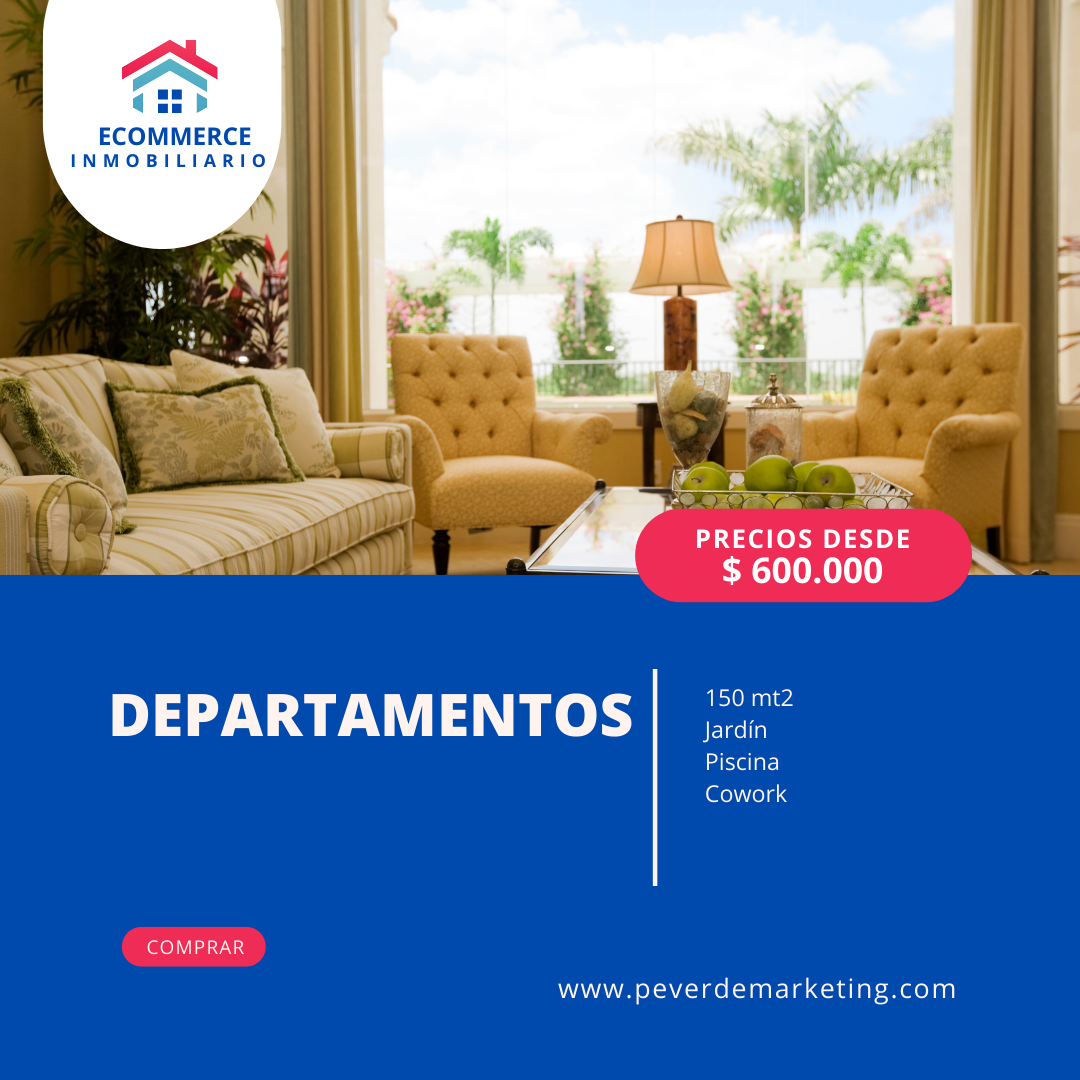 ECOMMERCE
INMOBILIARIO
PRECIOS DESDE
$ 600.000
DEPARTAMENTOS
150 mt2
Jardín
Piscina
Cowork
COMPRAR
www.peverdemarketing.com